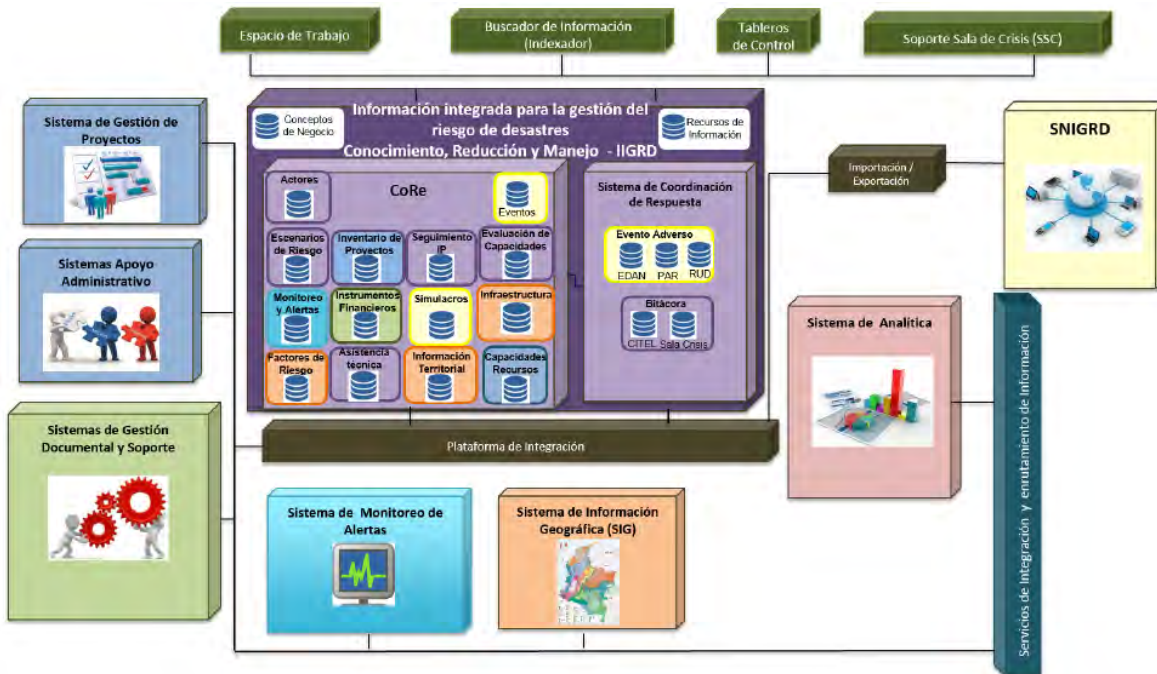 Espacio de Trabajo
Buscador de Información
(Indexador)
Tableros
de Control
Soporte Sala de Crisis (SSC)
Sistema de Gestión de
Proyectos
Sistemas Apoyo
Administrativo
Sistemas de Gestión
Documental y Soporte
Información integrada para la gestión del
riesgo de desastres
Conocimiento, Reducción y Manejo - IIGRD
Conceptos
de Negocio
Recursos de
Información
CoRe
Actores
Eventos
Escenarios
de Riesgo
Inventario de
Proyectos
Seguimiento
IP
Evaluación de
Capacidades
Monitoreo
y Alertas
Instrumentos
Financieros
Simulacros
Infraestructura
Factores de
Riesgo
Asistencia
técnica
Información
Territorial
Capacidades
Recursos
Sistema de Coordinación
de Respuesta
Evento Adverso
EDAN
PAR
RUD
Bitácora
CITEL
Sala Crisis
Plataforma de Integración
Importación /
Exportación
SNIGRD
Sistema de Analítica
Servicios de Integración y enrutamiento de Información
Sistema de Monitoreo de
Alertas
Sistema de Información
Geográfica (SIG)